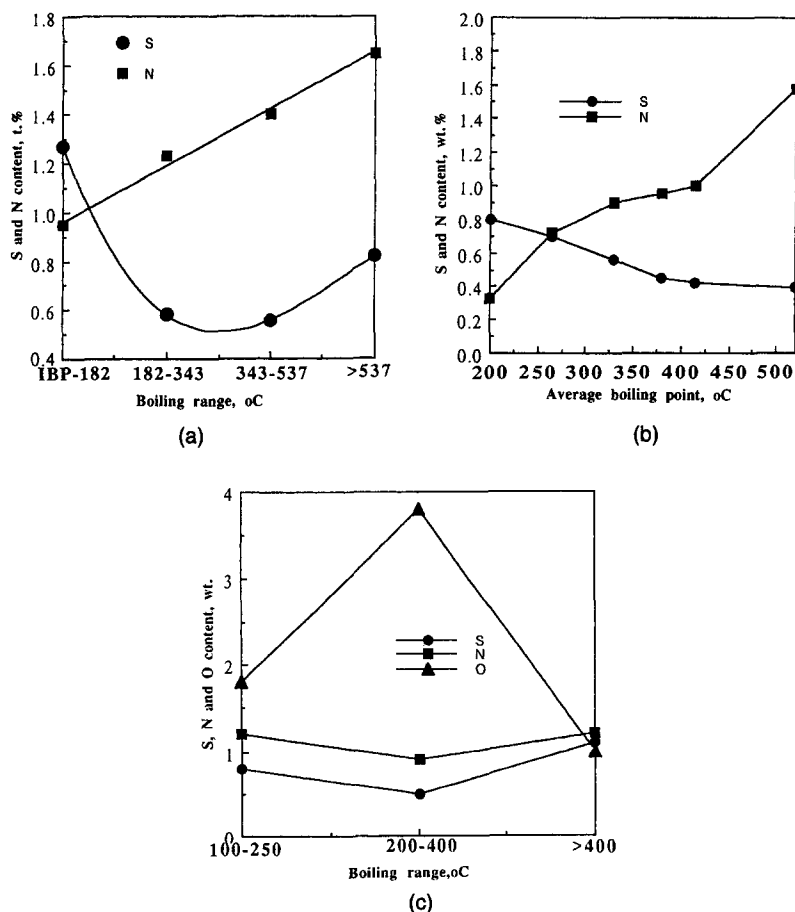 1.8
1.6
1.4
1.2
1.0
0.8
0.6
0.4
S and N content, t.%
S
N
IBP-182 182-343 343-537 >537
Boiling range, oC
(a)
2.0
1.8
1.6
1.4
1.2
1.0
0.8
0.6
0.4
0.2
0.0
S and N content, wt.%
S
N
200 250 300 350 400 450 500
Average boiling point, oC
(b)
4
3
2
1
0
S, N and O content, wt.
S
N
O
100-250 200-400 >400
Boiling range,oC
(c)